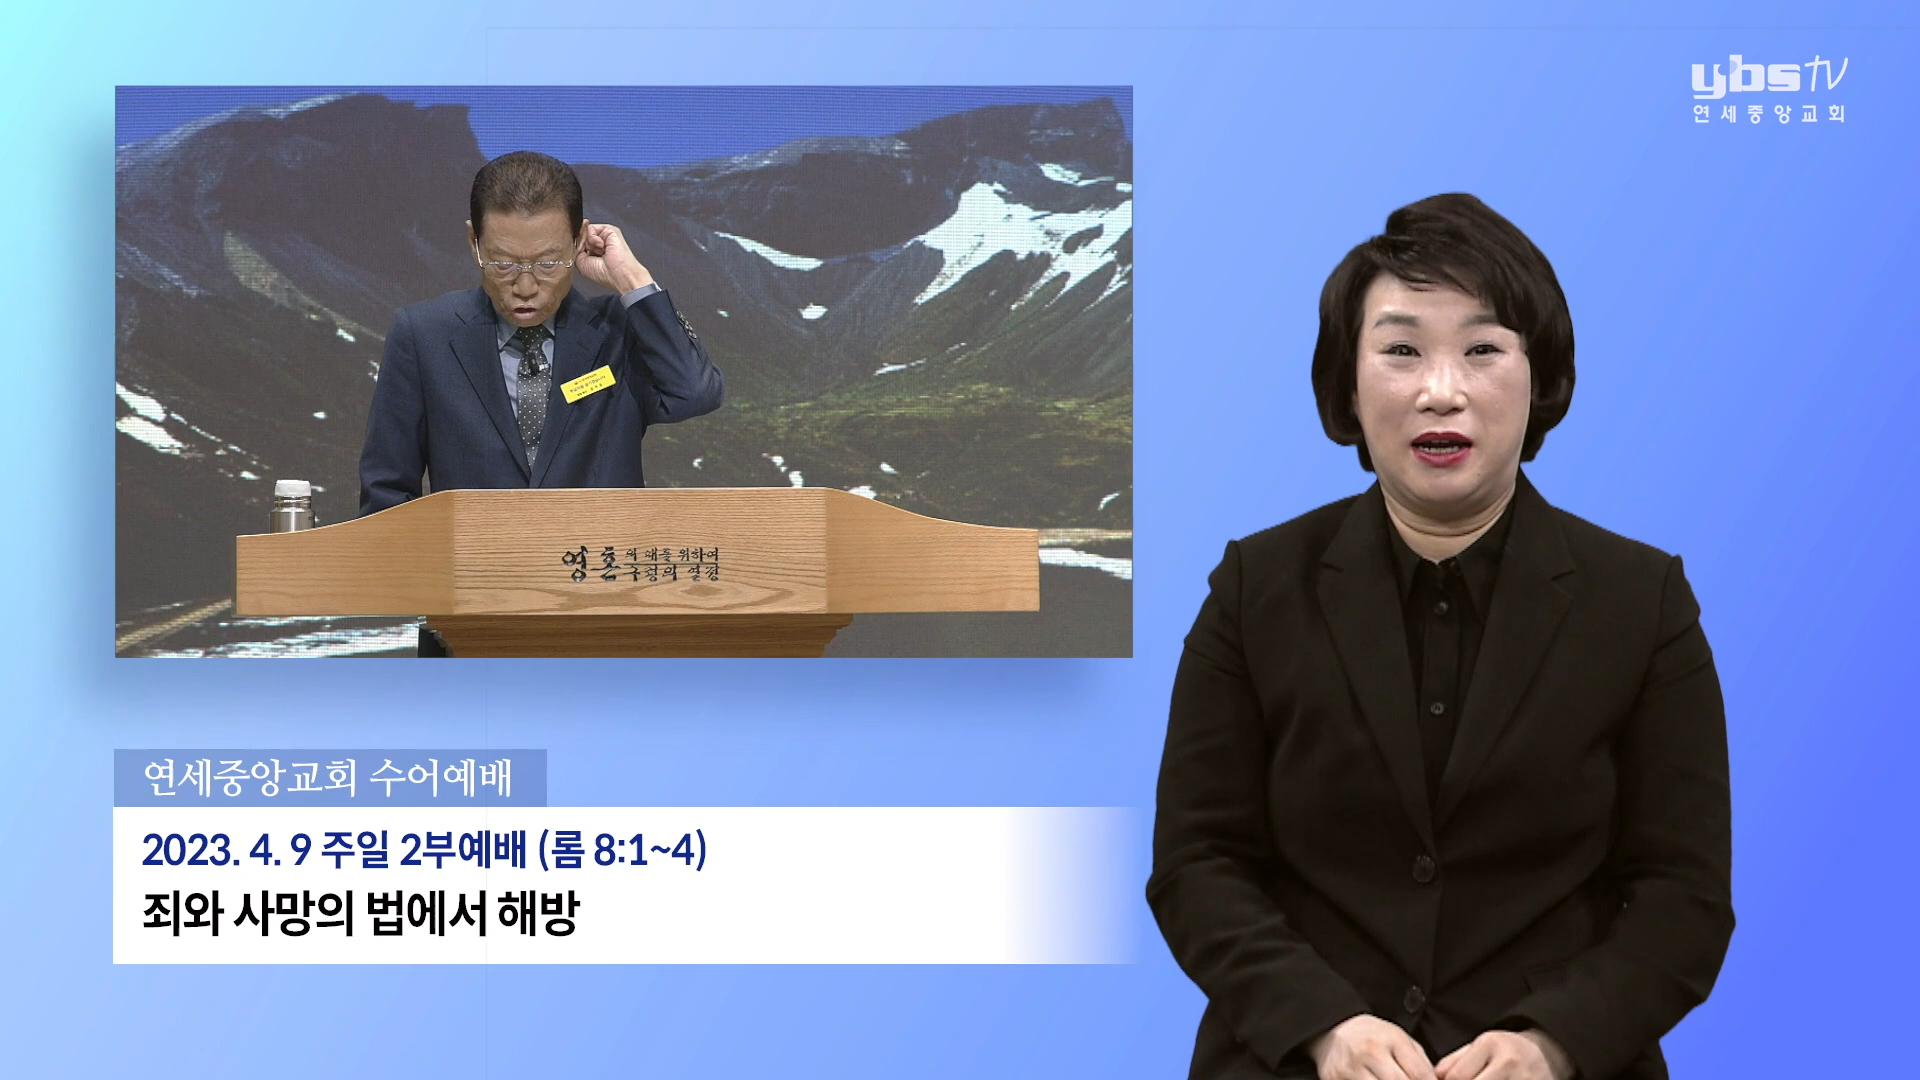 ybstv
연세중앙교회
영혼의 때를 위하여
구령의 열정
연세중앙교회 수어예배
2023. 4. 9 주일 2부예배 (롬 8:1~4)
죄와 사망의 법에서 해방